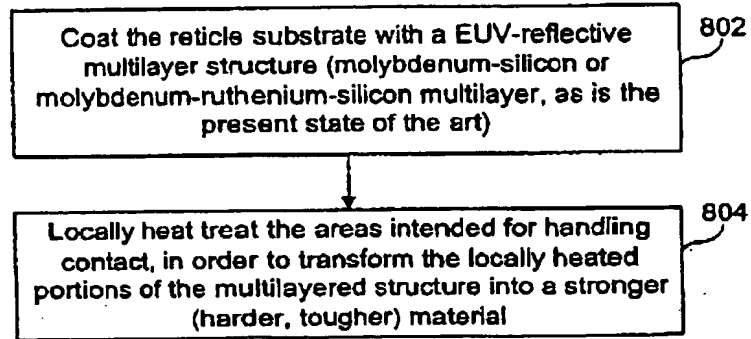 Coat the reticle substrate with a EUV-reflective
multilayer structure (molybdenum-silicon or
molybdenum-ruthenium-silicon multilayer, as is the
present state of the art)
802
Locally heat treat the areas intended for handling
contact, in order to transform the locally heated
portions of the multilayered structure into a stronger
(harder, tougher) material
804